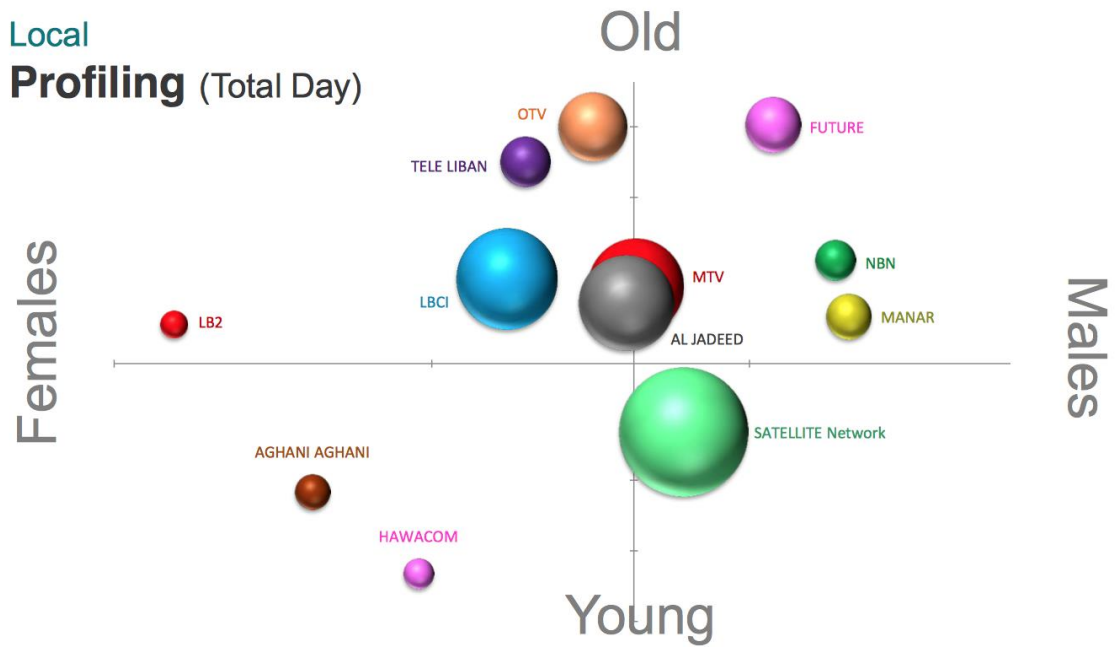 Local
Profiling (Total Day)
Old
OTV
FUTURE
TELE LIBAN
Females
NBN
MTV
LBCI
MANAR
LB2
AL JADEED
Males
SATELLITE Network
AGHANI AGHANI
HAWACOM
Young